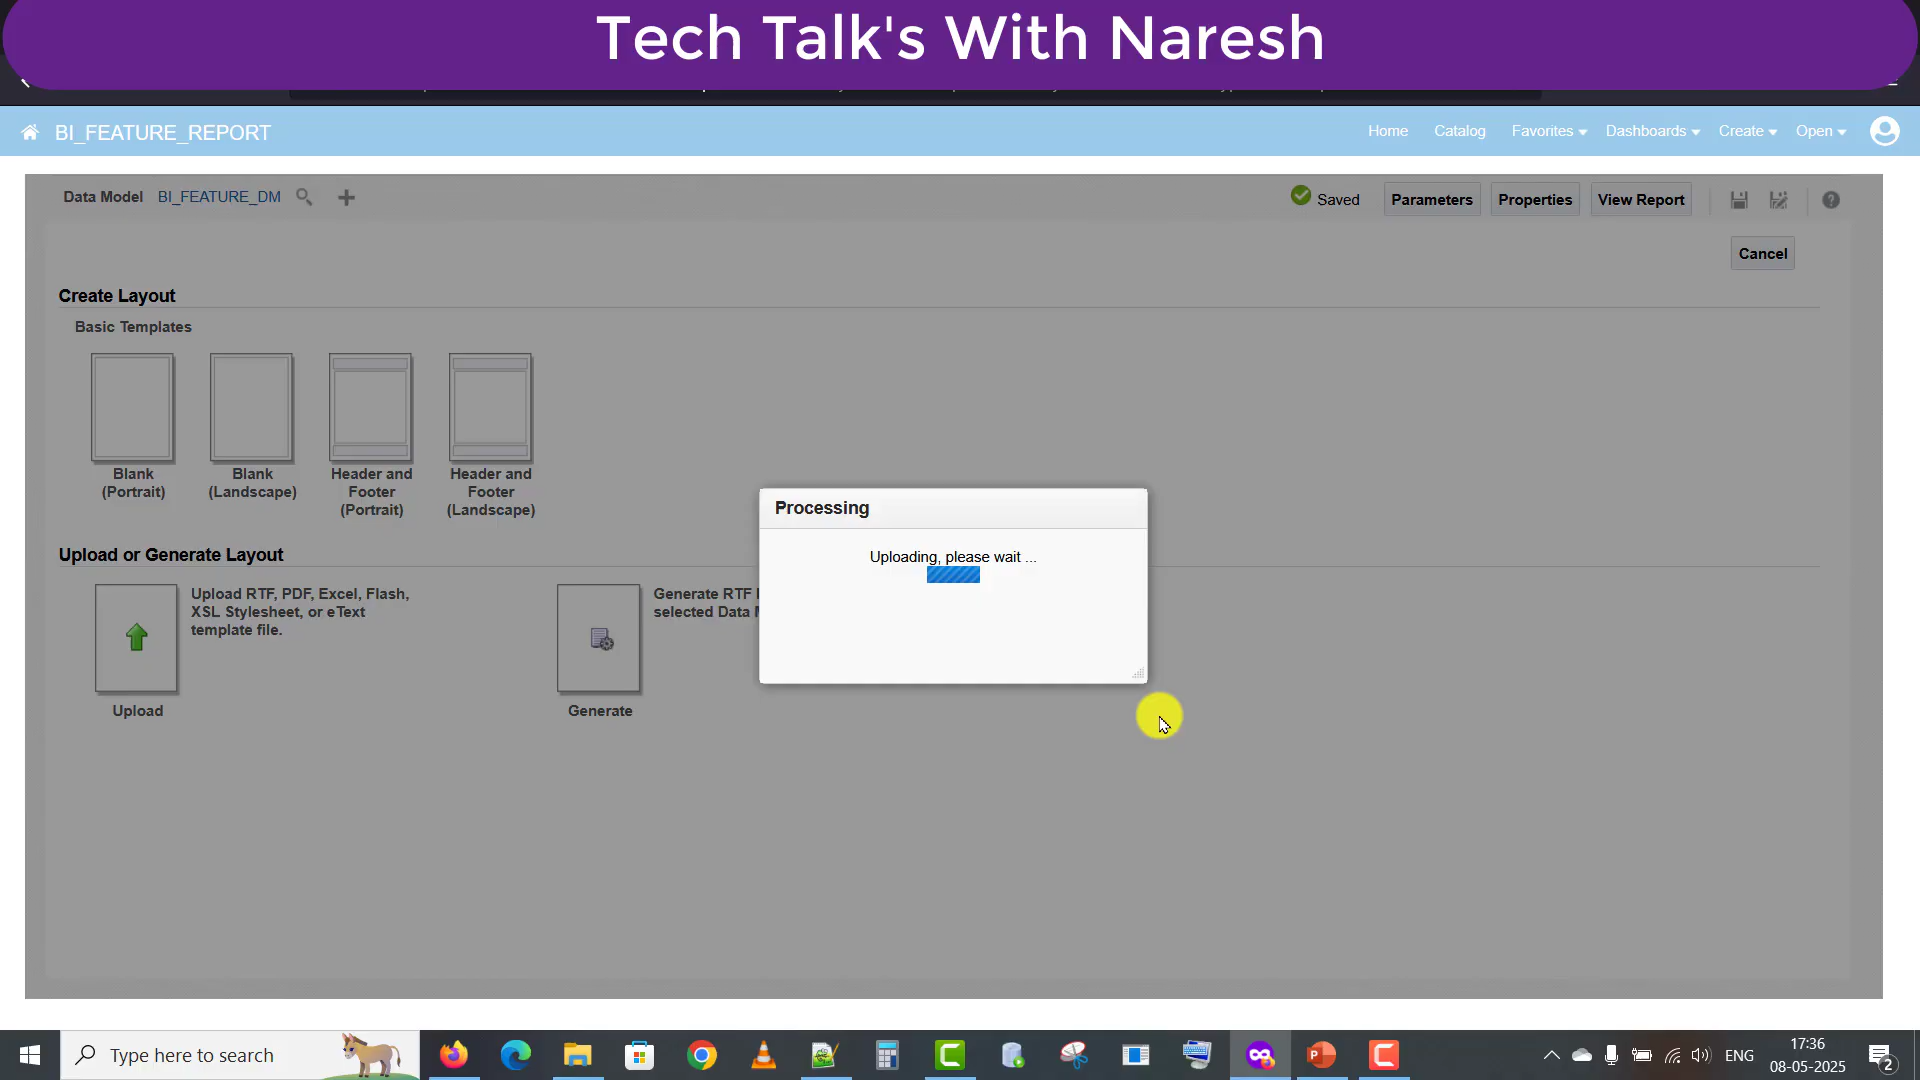 Tech Talk's With Naresh
BI_FEATURE_REPORT
Home
Catalog
Favorites
Dashboards
Create
Open
Data Model
BI_FEATURE_DM
Saved
Parameters
Properties
View Report
Cancel
Create Layout
Basic Templates
Blank
(Portrait)
Blank
(Landscape)
Header and
Footer
(Portrait)
Header and
Footer
(Landscape)
Processing
Uploading, please wait ...
Upload or Generate Layout
Upload RTF, PDF, Excel, Flash,
XSL Stylesheet, or eText
template file.
Upload
Generate RTF
selected Data
Generate
Type here to search
ENG
17:36
08-05-2025
2